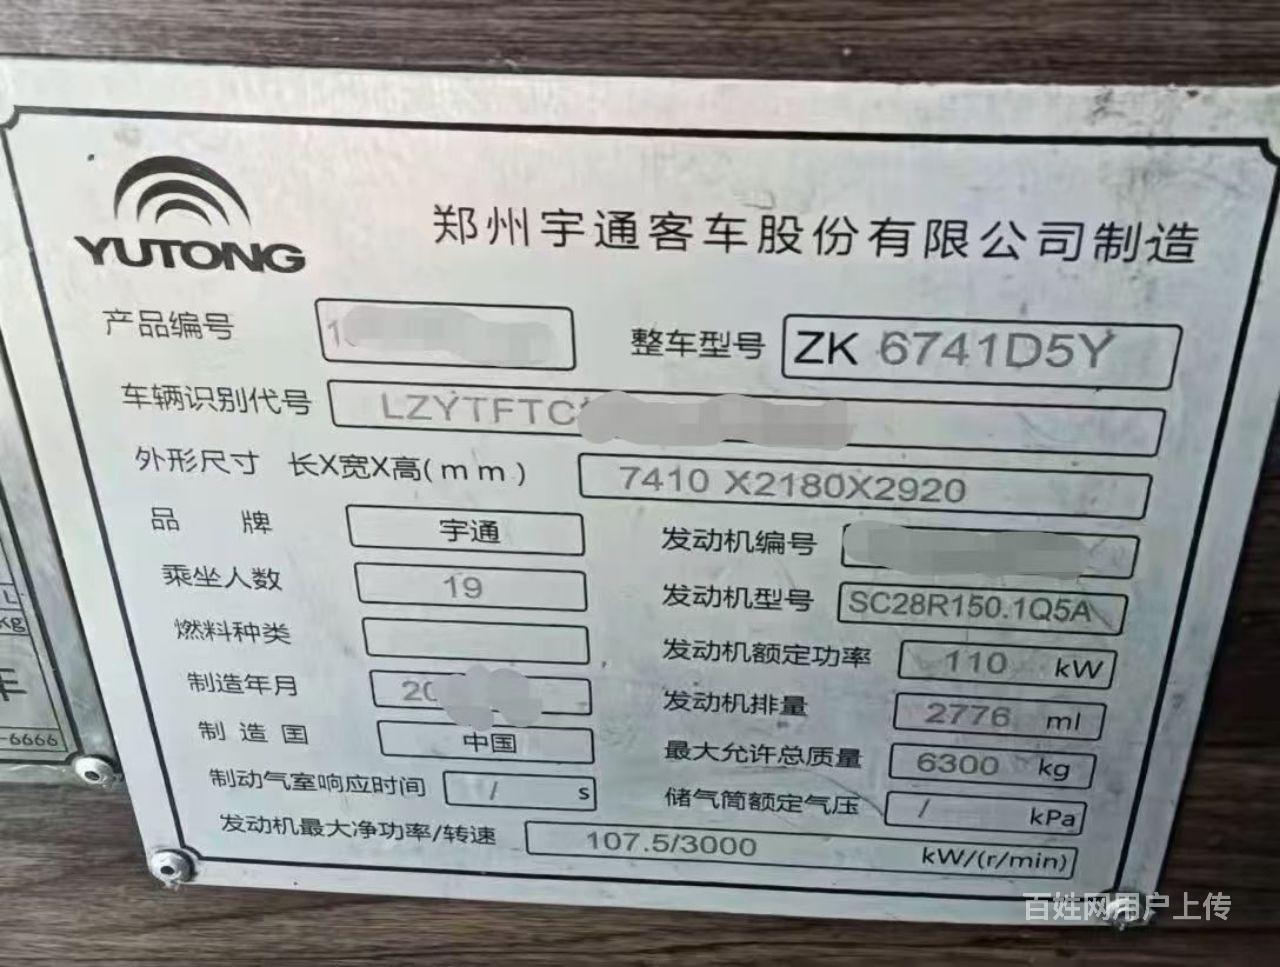 YUTONG
郑州宇通客车股份有限公司制造
产品编号
整车型号 ZK 6741D5Y
车辆识别代号 LZYTFTC
外形尺寸 长X宽X高(mm) 7410 X2180X2920
品 牌 宇通
发动机编号
乘坐人数 19
发动机型号 SC28R150.1Q5A
燃料种类
发动机额定功率 110 kW
制造年月 20
发动机排量 2776 ml
制造国 中国
最大允许总质量 6300 kg
制动气室响应时间 / s
储气筒额定气压 / kPa
发动机最大净功率/转速 107.5/3000 kW/(r/min)
L
kg
车
-6666
百姓网用户上传